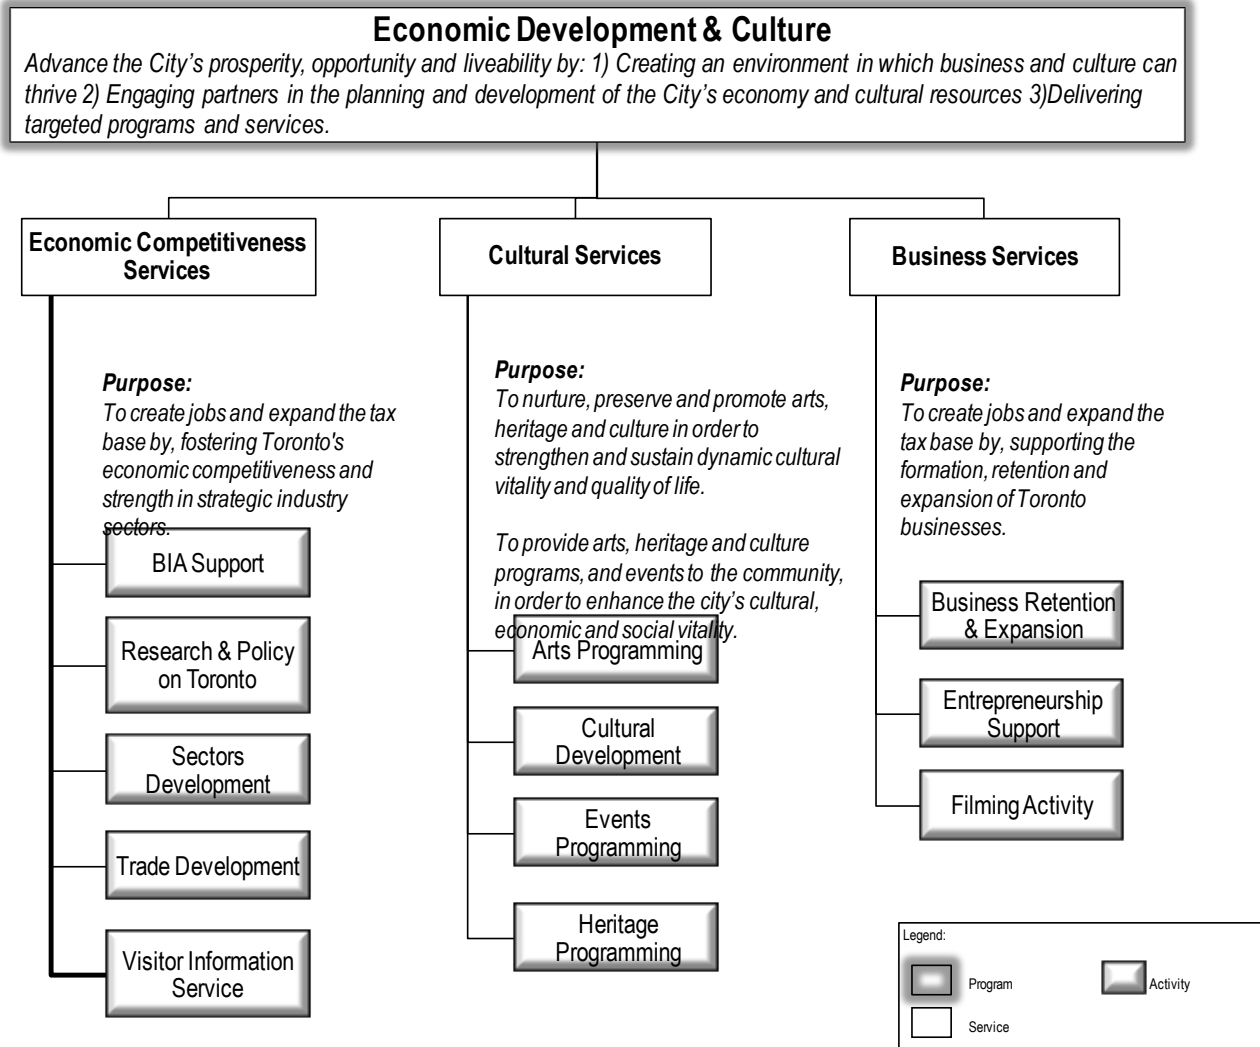 Economic Development & Culture
Advance the City’s prosperity, opportunity and liveability by: 1) Creating an environment in which business and culture can
thrive 2) Engaging partners in the planning and development of the City’s economy and cultural resources 3)Delivering
targeted programs and services.
Economic Competitiveness
Services
Purpose:
To create jobs and expand the tax
base by, fostering Toronto's
economic competitiveness and
strength in strategic industry
sectors.
BIA Support
Research & Policy
on Toronto
Sectors
Development
Trade Development
Visitor Information
Service
Cultural Services
Purpose:
To nurture, preserve and promote arts,
heritage and culture in order to
strengthen and sustain dynamic cultural
vitality and quality of life.
To provide arts, heritage and culture
programs, and events to the community,
in order to enhance the city’s cultural,
economic and social vitality.
Arts Programming
Cultural
Development
Events
Programming
Heritage
Programming
Business Services
Purpose:
To create jobs and expand the
tax base by, supporting the
formation, retention and
expansion of Toronto
businesses.
Business Retention
& Expansion
Entrepreneurship
Support
Filming Activity
Legend:
Program
Activity
Service